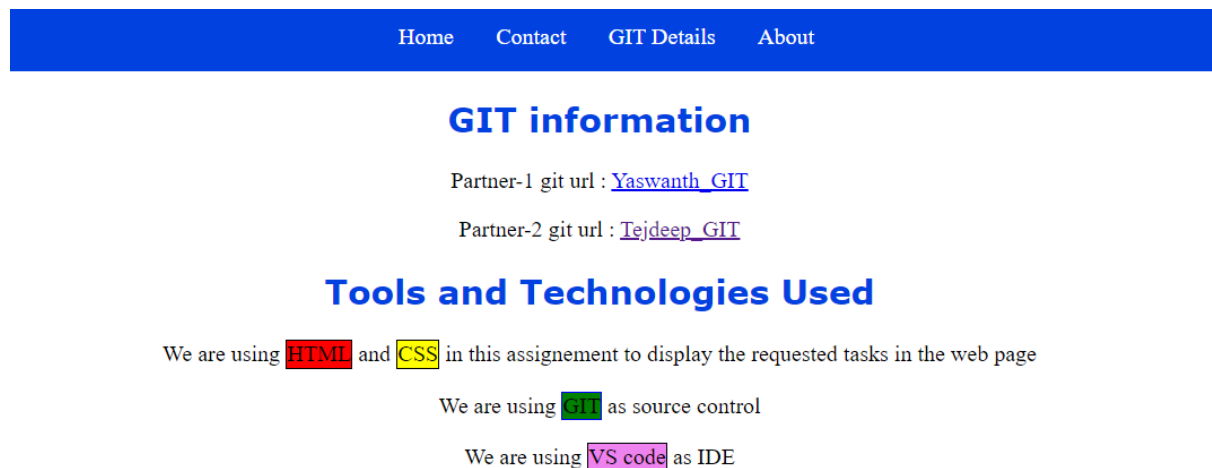 Home Contact GIT Details About
GIT information
Partner-1 git url : Yaswanth_GIT
Partner-2 git url : Tejdeep_GIT
Tools and Technologies Used
We are using HTML and CSS in this assignement to display the requested tasks in the web page
We are using GIT as source control
We are using VS code as IDE